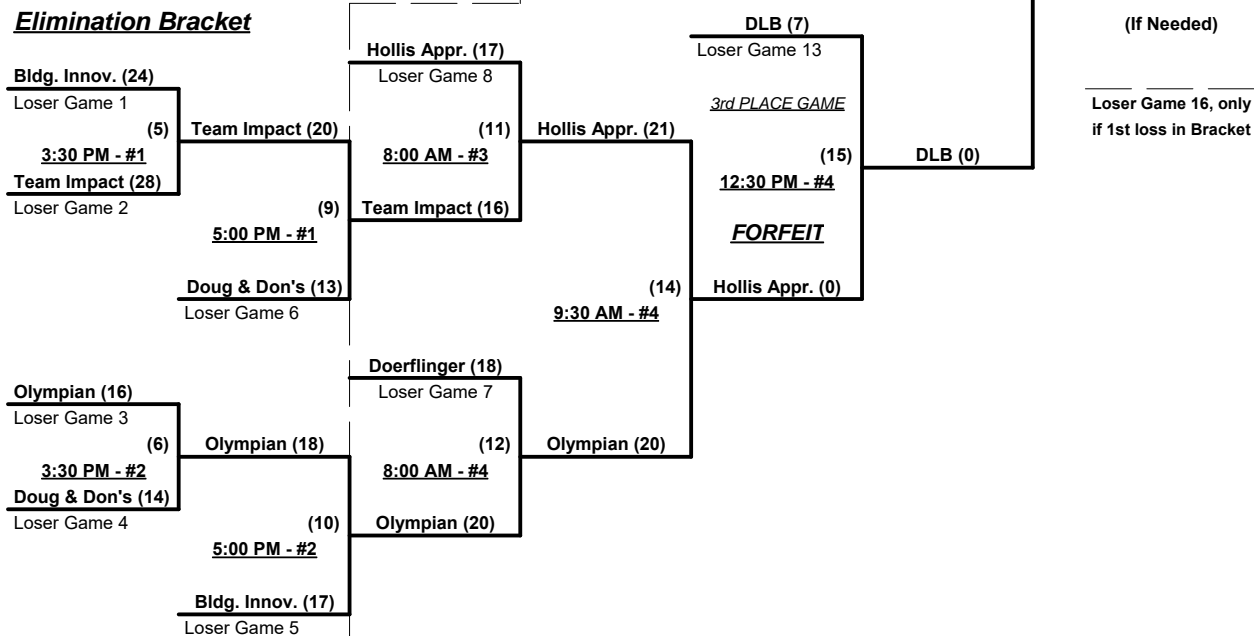 Elimination Bracket
DLB (7)
(If Needed)
Hollis Appr. (17)
Loser Game 13
Bldg. Innov. (24)
Loser Game 8
Loser Game 1
3rd PLACE GAME
Loser Game 16, only
if 1st loss in Bracket
(5)
Team Impact (20)
(11)
Hollis Appr. (21)
3:30 PM - #1
8:00 AM - #3
(15)
DLB (0)
Team Impact (28)
12:30 PM - #4
Loser Game 2
(9)
Team Impact (16)
5:00 PM - #1
FORFEIT
Doug & Don's (13)
(14)
Hollis Appr. (0)
Loser Game 6
9:30 AM - #4
Doerflinger (18)
Olympian (16)
Loser Game 7
Loser Game 3
(6)
Olympian (18)
(12)
Olympian (20)
3:30 PM - #2
8:00 AM - #4
Doug & Don's (14)
Loser Game 4
(10)
Olympian (20)
5:00 PM - #2
Bldg. Innov. (17)
Loser Game 5